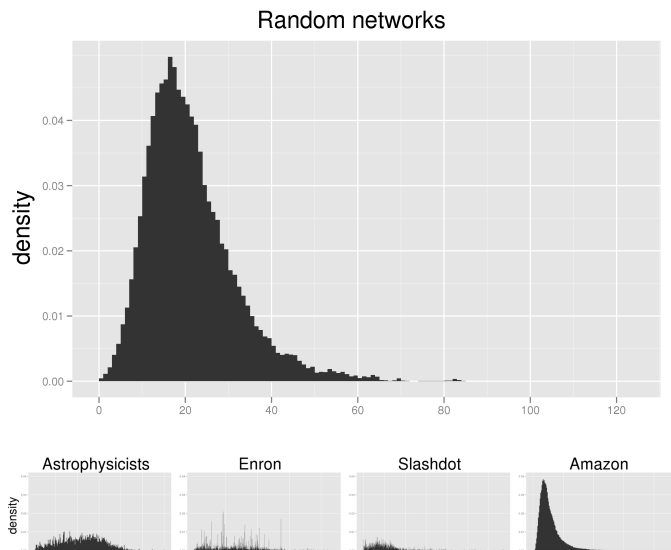 Random networks
density
0.04
0.03
0.02
0.01
0.00
0 20 40 60 80 100 120
Astrophysicists Enron Slashdot Amazon
density